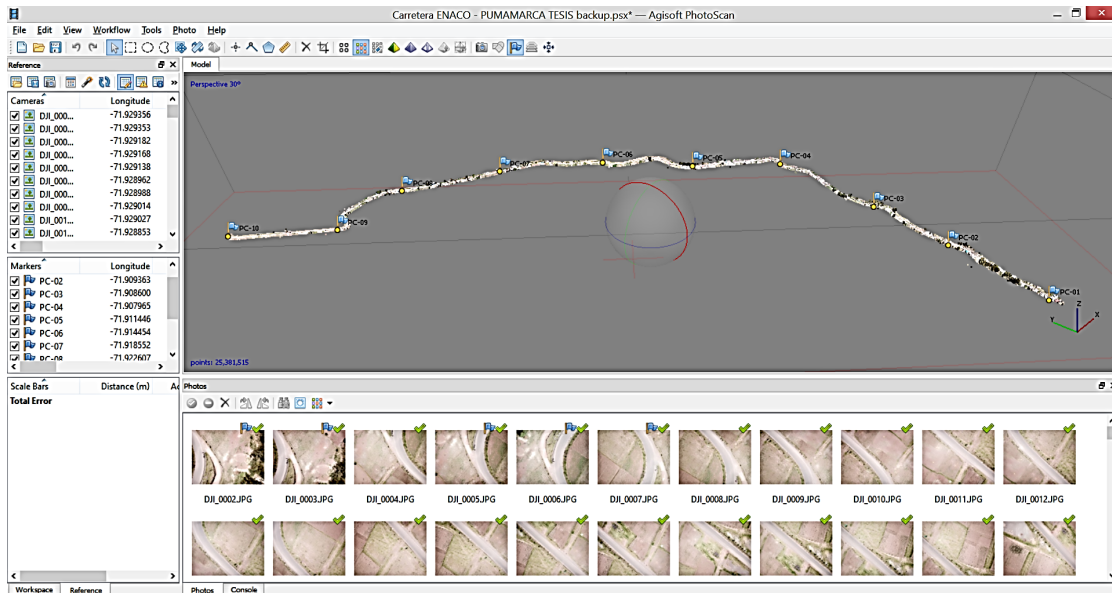 Carretera ENACO - PUMAMARCA TESIS backup.psx* — Agisoft PhotoScan
File Edit View Workflow Tools Photo Help
Reference
Model
Cameras Longitude
DJI_000... -71.929356
DJI_000... -71.929353
DJI_000... -71.929182
DJI_000... -71.929168
DJI_000... -71.929138
DJI_000... -71.928962
DJI_000... -71.928988
DJI_000... -71.929014
DJI_001... -71.929027
DJI_001... -71.928853
Markers Longitude
PC-02 -71.909363
PC-03 -71.908600
PC-04 -71.907965
PC-05 -71.911446
PC-06 -71.914454
PC-07 -71.918552
PC-08 -71.922607
Scale Bars Distance (m) Ac
Total Error
Workspace Reference
Perspective 30°
PC-10
PC-09
PC-08
PC-07
PC-06
PC-05
PC-04
PC-03
PC-02
PC-01
Z
Y
X
points: 25,381,515
Photos
DJI_0002.JPG DJI_0003.JPG DJI_0004.JPG DJI_0005.JPG DJI_0006.JPG DJI_0007.JPG DJI_0008.JPG DJI_0009.JPG DJI_0010.JPG DJI_0011.JPG DJI_0012.JPG
Photos Console